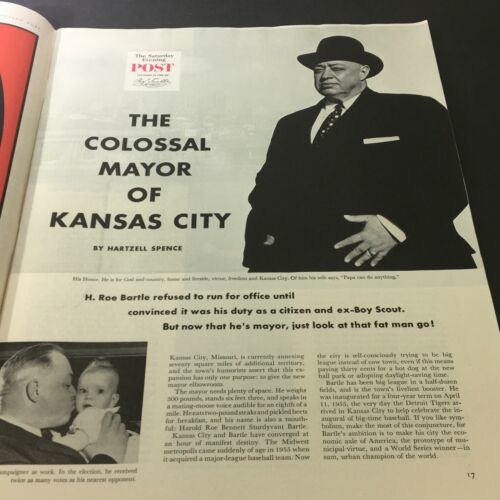 The Saturday
Evening
POST
THE
COLOSSAL
MAYOR
OF
KANSAS CITY
BY HARTZELL SPENCE
His Honor. He is for God and country, home and fireside, virtue, freedom and Kansas City. Of him his wife says, "Papa can fix anything."
H. Roe Bartle refused to run for office until
convinced it was his duty as a citizen and ex-Boy Scout.
But now that he's mayor, just look at that fat man go!
Kansas City, Missouri, is currently annexing
seventy square miles of additional territory,
and the town's humorists assert that this ex-
pansion has only one purpose: to give the new
mayor elbowroom.
The mayor needs plenty of space. He weighs
300 pounds, stands six feet three, and speaks in
a mating-moose voice audible for an eighth of a
mile. He eats two-pound steaks and pickled beets
for breakfast, and his name is also a mouth-
ful: Harold Roe Bennett Sturdyvant Bartle.
Kansas City and Bartle have converged at
an hour of manifest destiny. The Midwest
metropolis came suddenly of age in 1955 when
it acquired a major-league baseball team. Now
the city is self-consciously trying to be big
league instead of cow town, even if this means
paying thirty cents for a hot dog at the new
ball park or adopting daylight-saving time.
Bartle has been big league in a half-dozen
fields, and is the town's liveliest booster. He
was inaugurated for a four-year term on April
11, 1955, the very day the Detroit Tigers ar-
rived in Kansas City to help celebrate the in-
augural of big-time baseball. If you like sym-
bolism, make the most of this conjuncture, for
Bartle's ambition is to make his city the eco-
nomic axle of America, the prototype of mu-
nicipal virtue, and a World Series winner—in
sum, urban champion of the world.
campaigner at work. In the election, he received
twice as many votes as his nearest opponent.
17